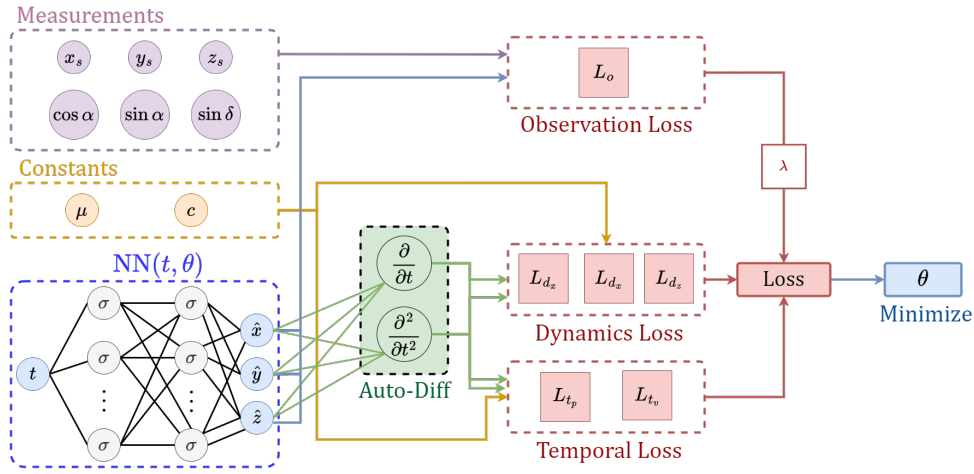 Measurements
x_s y_s z_s
cos α sin α sin δ
L_o
Observation Loss
Constants
μ c
λ
NN(t, θ)
t
σ σ
σ σ
⋮ ⋮
σ σ
x̂
ŷ
ẑ
∂/∂t
∂²/∂t²
Auto-Diff
L_{d_x} L_{d_x} L_{d_z}
Dynamics Loss
Loss
θ
Minimize
L_{t_p} L_{t_v}
Temporal Loss